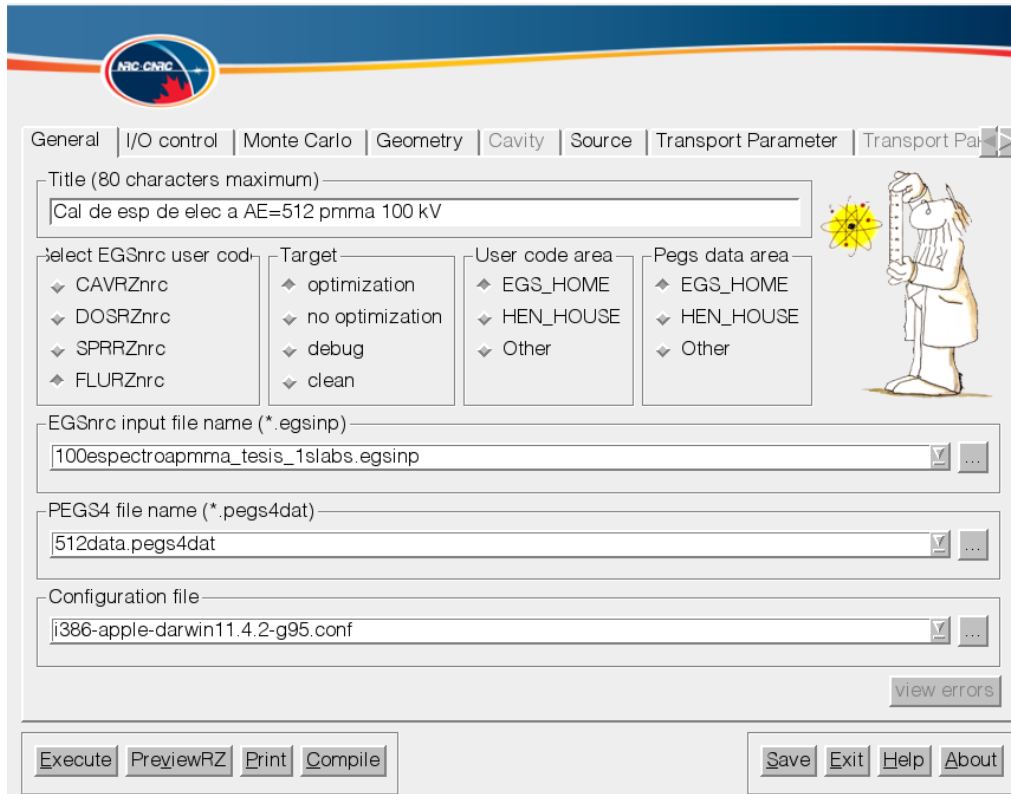 NRC·CNRC
General I/O control Monte Carlo Geometry Cavity Source Transport Parameter Transport
Title (80 characters maximum)
Cal de esp de elec a AE=512 pmma 100 kV
EGSnrc user Target User code area Pegs data area
CAVRZnrc optimization EGS_HOME EGS_HOME
DOSRZnrc no optimization HEN_HOUSE HEN_HOUSE
SPRRZnrc debug Other Other
FLURZnrc clean
EGSnrc input file name (*.egsinp)
100espectroapmma_tesis_1slabs.egsinp
...
PEGS4 file name (*.pegs4dat)
512data.pegs4dat
...
Configuration file
i386-apple-darwin11.4.2-g95.conf
...
view errors
Execute PreviewRZ Print Compile Save Exit Help About